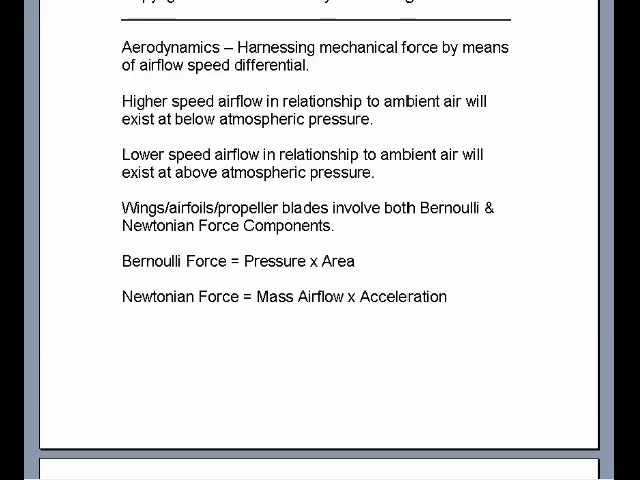 Aerodynamics – Harnessing mechanical force by means
of airflow speed differential.
Higher speed airflow in relationship to ambient air will
exist at below atmospheric pressure.
Lower speed airflow in relationship to ambient air will
exist at above atmospheric pressure.
Wings/airfoils/propeller blades involve both Bernoulli &
Newtonian Force Components.
Bernoulli Force = Pressure x Area
Newtonian Force = Mass Airflow x Acceleration